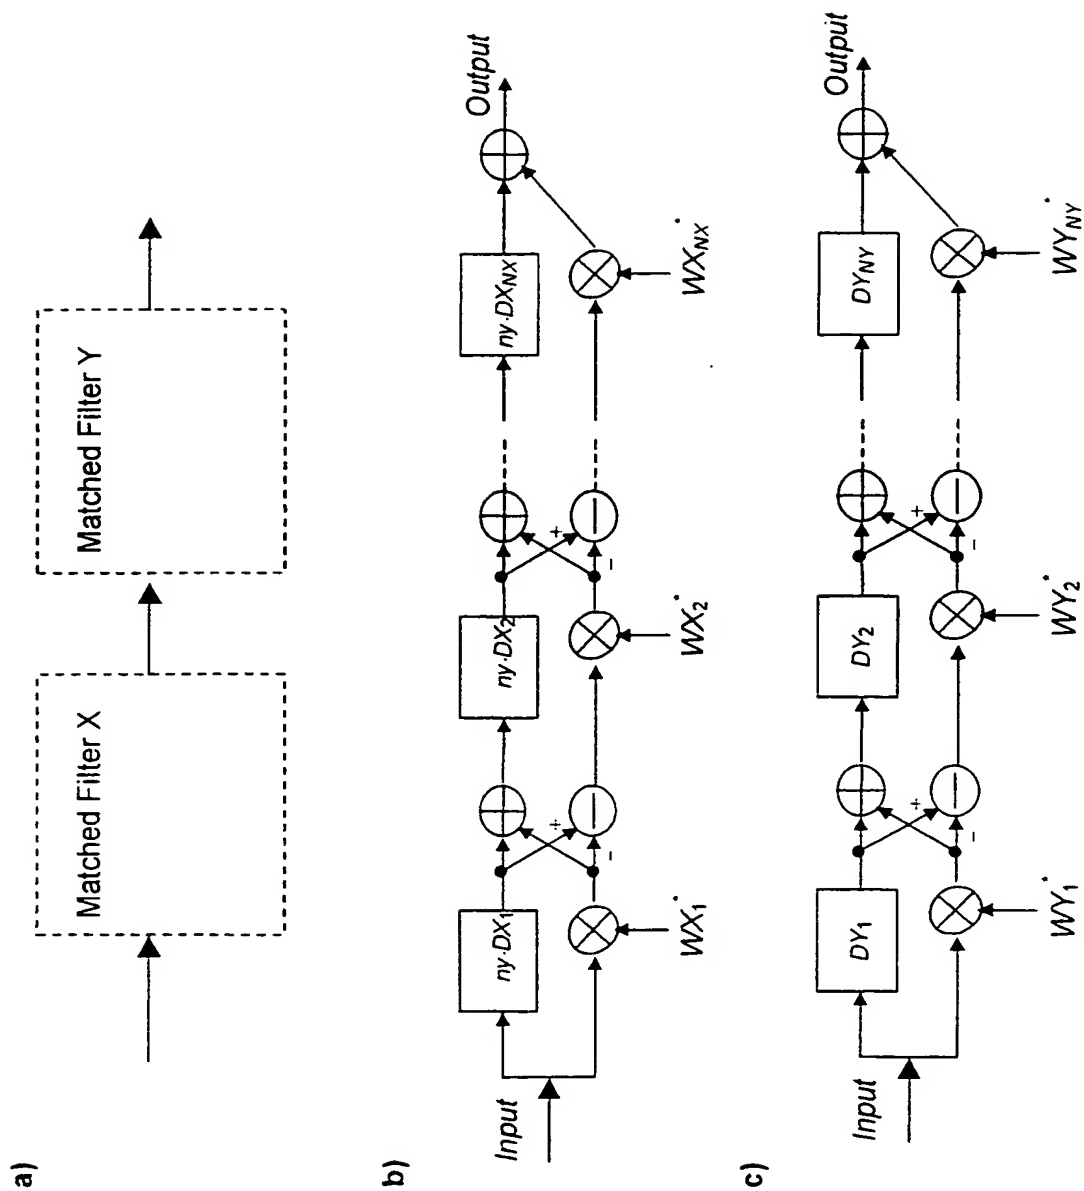 a)
Matched Filter X
Matched Filter Y
b)
Input
ny·DX1
WX1*
+
−
ny·DX2
WX2*
+
−
ny·DXNX
WXNX*
Output
c)
Input
DY1
WY1*
+
−
DY2
WY2*
+
−
DYNY
WYNY*
Output